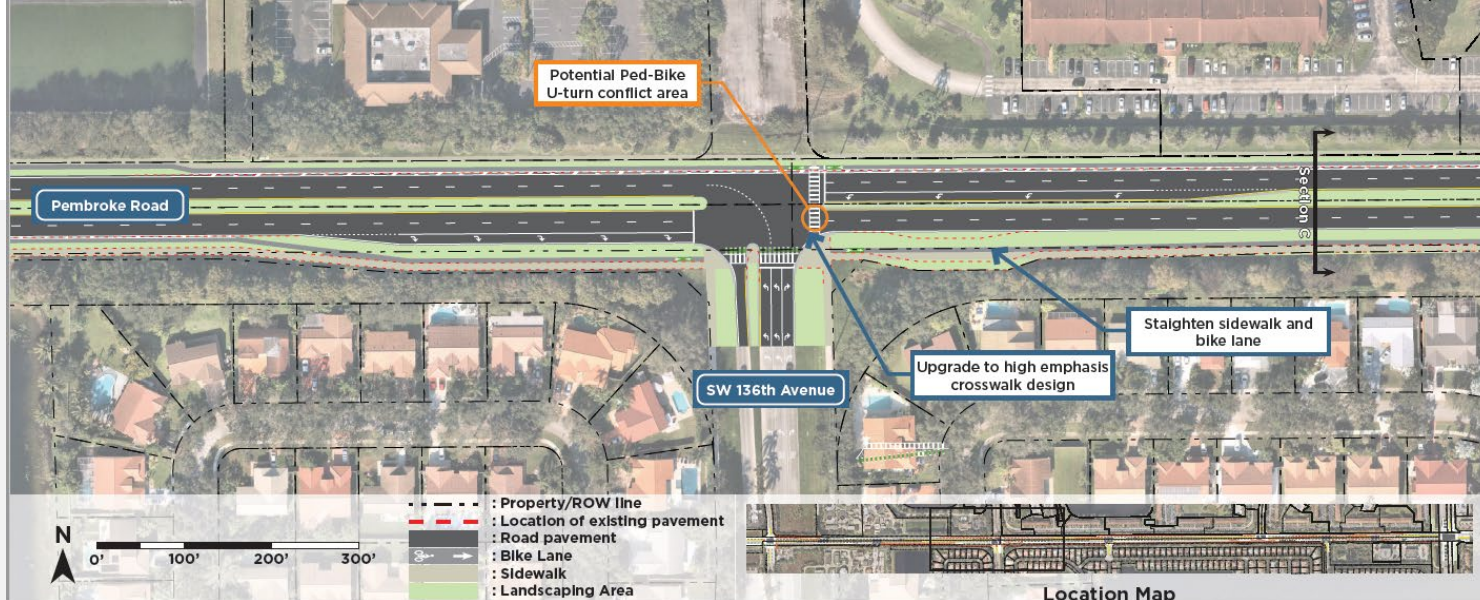 Potential Ped-Bike
U-turn conflict area
Pembroke Road
Section C
Staighten sidewalk and
bike lane
Upgrade to high emphasis
crosswalk design
SW 136th Avenue
N
0' 100' 200' 300'
: Property/ROW line
: Location of existing pavement
: Road pavement
: Bike Lane
: Sidewalk
: Landscaping Area
Location Map